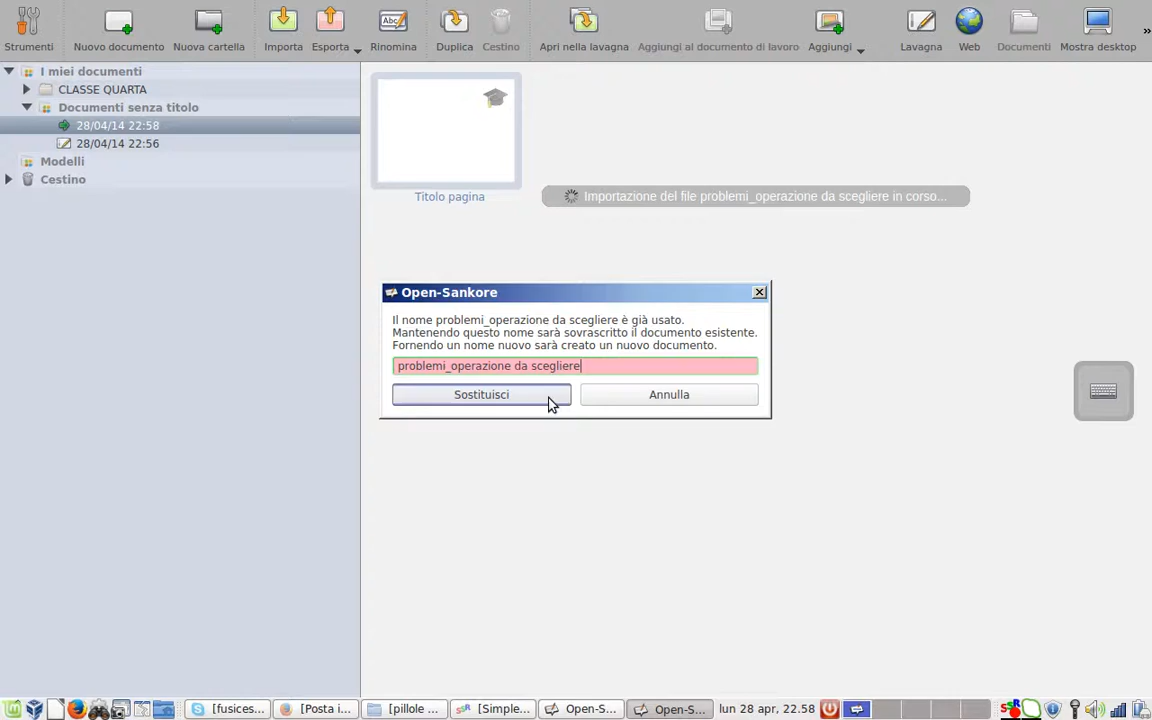 Strumenti
Nuovo documento
Nuova cartella
Importa
Esporta
Rinomina
Abc
Duplica
Cestino
Apri nella lavagna
Aggiungi al documento di lavoro
Aggiungi
Lavagna
Web
Documenti
Mostra desktop
»
I miei documenti
CLASSE QUARTA
Documenti senza titolo
28/04/14 22:58
28/04/14 22:56
Modelli
Cestino
Titolo pagina
Importazione del file problemi_operazione da scegliere in corso...
Open-Sankore
Il nome problemi_operazione da scegliere è già usato.
Mantenendo questo nome sarà sovrascritto il documento esistente.
Fornendo un nome nuovo sarà creato un nuovo documento.
problemi_operazione da scegliere
Sostituisci
Annulla
[fusices...
[Posta i...
[pillole ...
[Simple...
Open-S...
Open-S...
lun 28 apr, 22.58